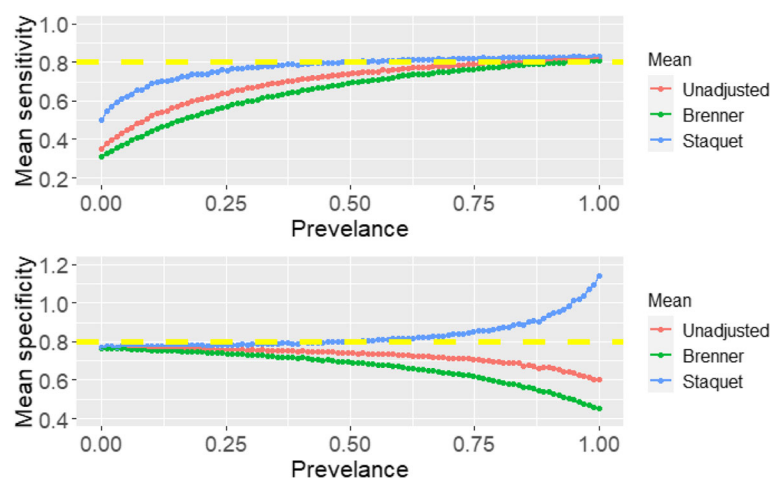 Mean sensitivity
1.0
0.8
0.6
0.4
0.2
0.00 0.25 0.50 0.75 1.00
Prevelance
Mean
Unadjusted
Brenner
Staquet
Mean specificity
1.2
1.0
0.8
0.6
0.4
0.00 0.25 0.50 0.75 1.00
Prevelance
Mean
Unadjusted
Brenner
Staquet